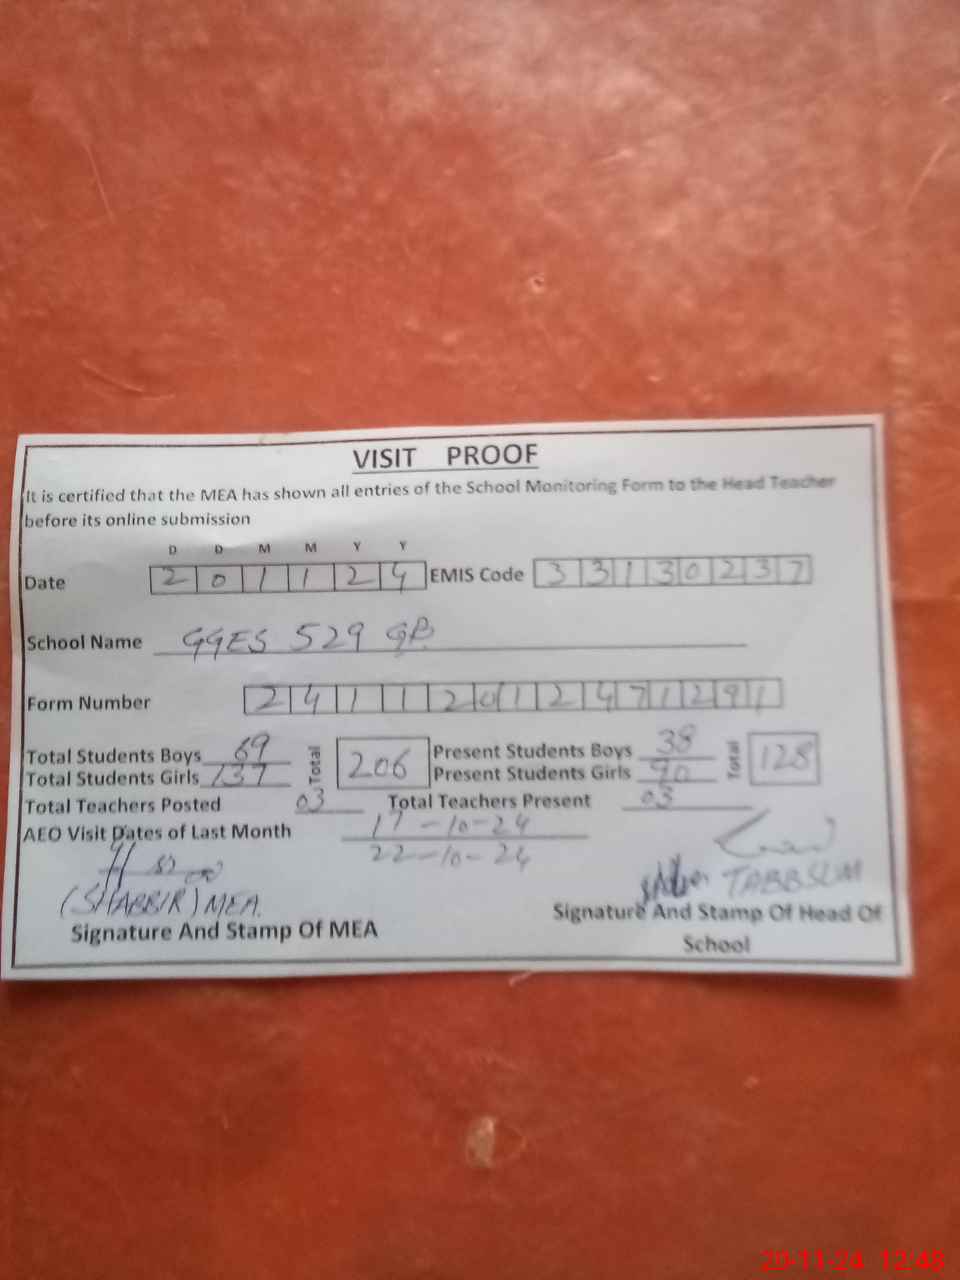 VISIT PROOF
It is certified that the MEA has shown all entries of the School Monitoring Form to the Head Teacher
before its online submission
D D M M Y Y
Date 2 0 1 1 2 4 EMIS Code 3 3 1 3 0 2 3 7
School Name GGES 529 GB
Form Number 2 4 1 1 2 0 1 2 4 7 1 2 9 1
Total Students Boys 69 Total 206 Present Students Boys 38 Total 128
Total Students Girls 137 Present Students Girls 90
Total Teachers Posted 03 Total Teachers Present 03
AEO Visit Dates of Last Month 17-10-24
22-10-24
TABBSUM
(SHABBIR) MEA.
Signature And Stamp Of MEA
Signature And Stamp Of Head Of
School
20-11-24 12:48